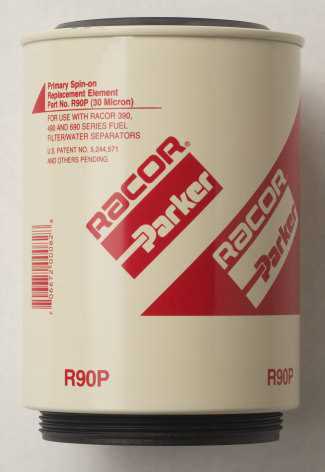 Primary Spin-on
Replacement Element
Part No. R90P (30 Micron)
FOR USE WITH RACOR 390,
490 AND 690 SERIES FUEL
FILTER/WATER SEPARATORS
U.S. PATENT NO. 5,244,571
AND OTHERS PENDING.
RACOR®
Parker
RACOR
Parker
R90P
R90P